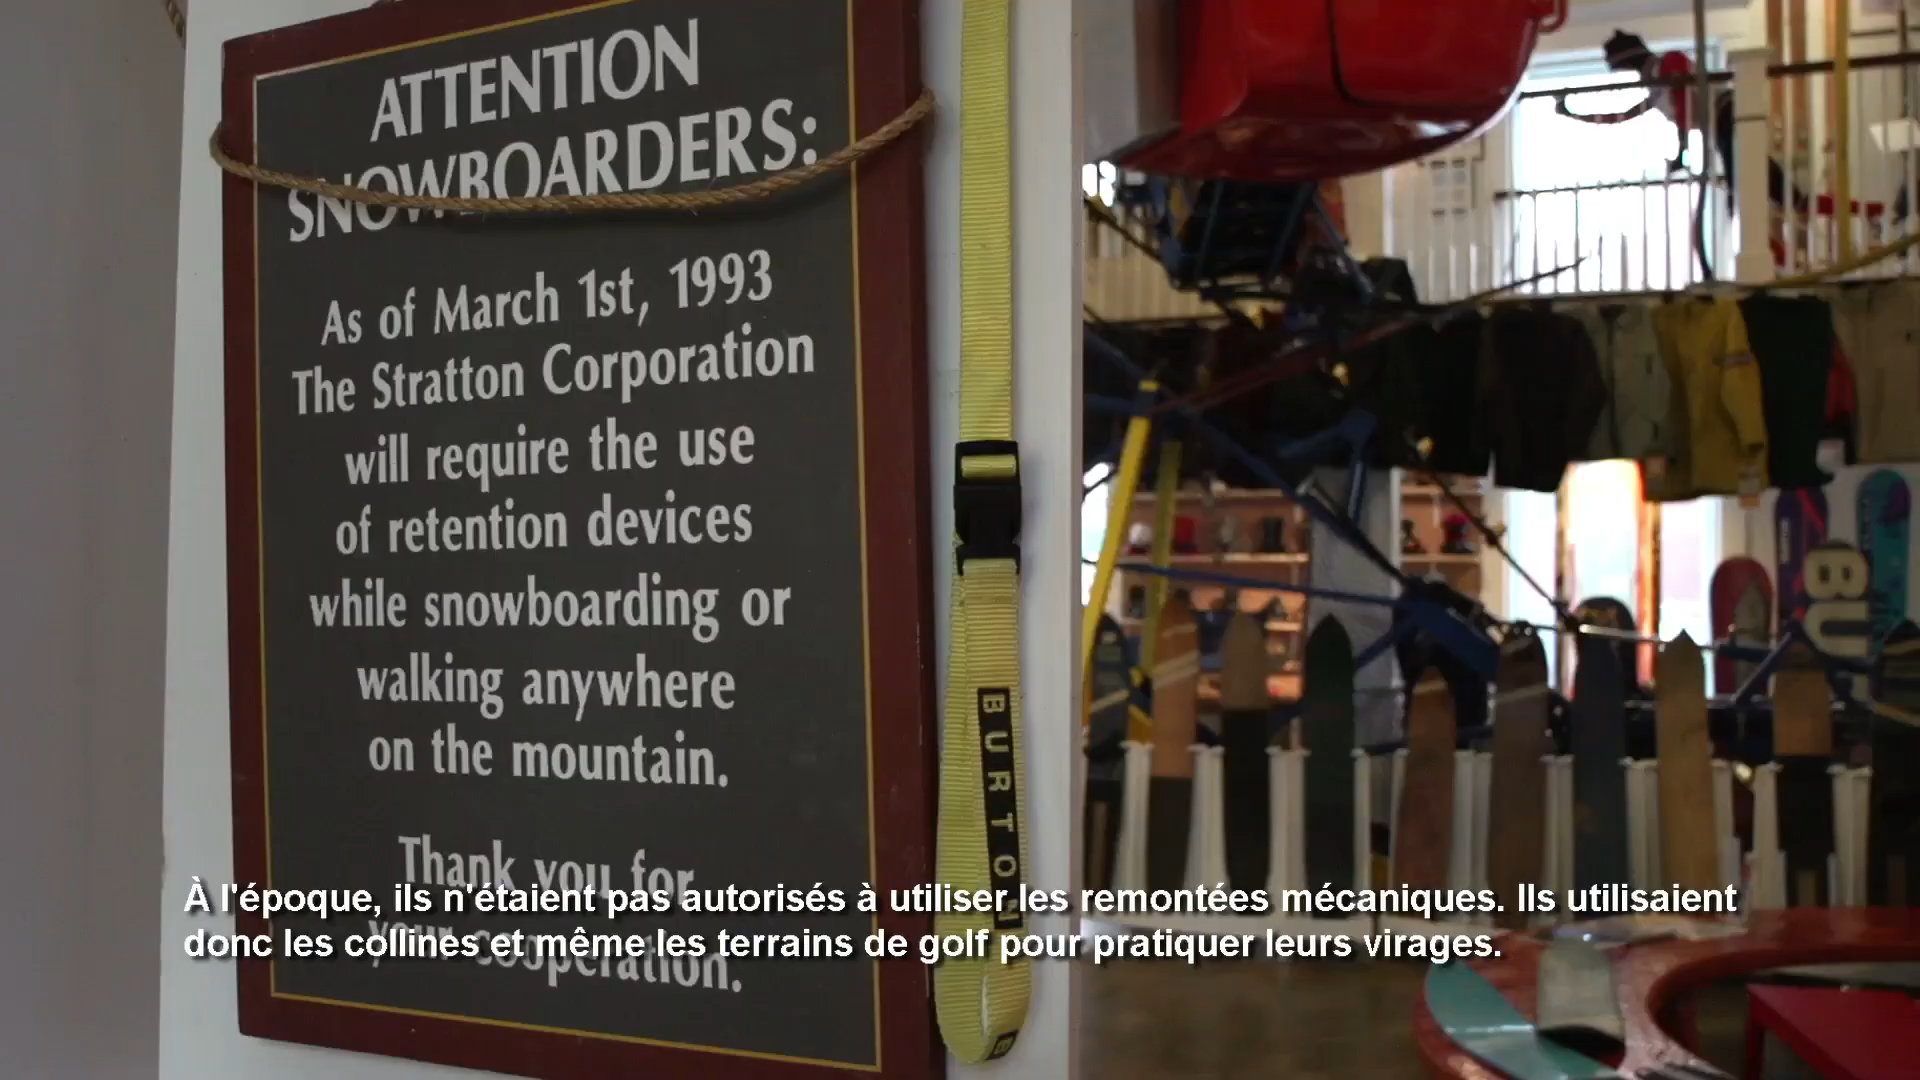 ATTENTION
SNOWBOARDERS:
As of March 1st, 1993
The Stratton Corporation
will require the use
of retention devices
while snowboarding or
walking anywhere
on the mountain.
Thank you for
your cooperation.
BURTON
BU
À l'époque, ils n'étaient pas autorisés à utiliser les remontées mécaniques. Ils utilisaient
donc les collines et même les terrains de golf pour pratiquer leurs virages.